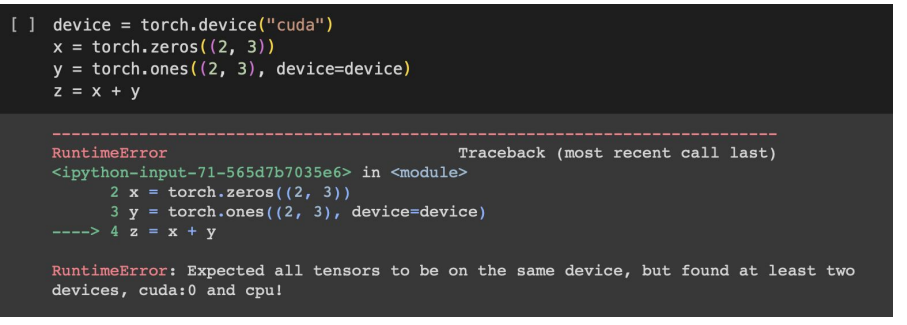 [ ] device = torch.device("cuda")
x = torch.zeros((2, 3))
y = torch.ones((2, 3), device=device)
z = x + y
---------------------------------------------------------------------------
RuntimeError Traceback (most recent call last)
<ipython-input-71-565d7b7035e6> in <module>
2 x = torch.zeros((2, 3))
3 y = torch.ones((2, 3), device=device)
----> 4 z = x + y
RuntimeError: Expected all tensors to be on the same device, but found at least two
devices, cuda:0 and cpu!